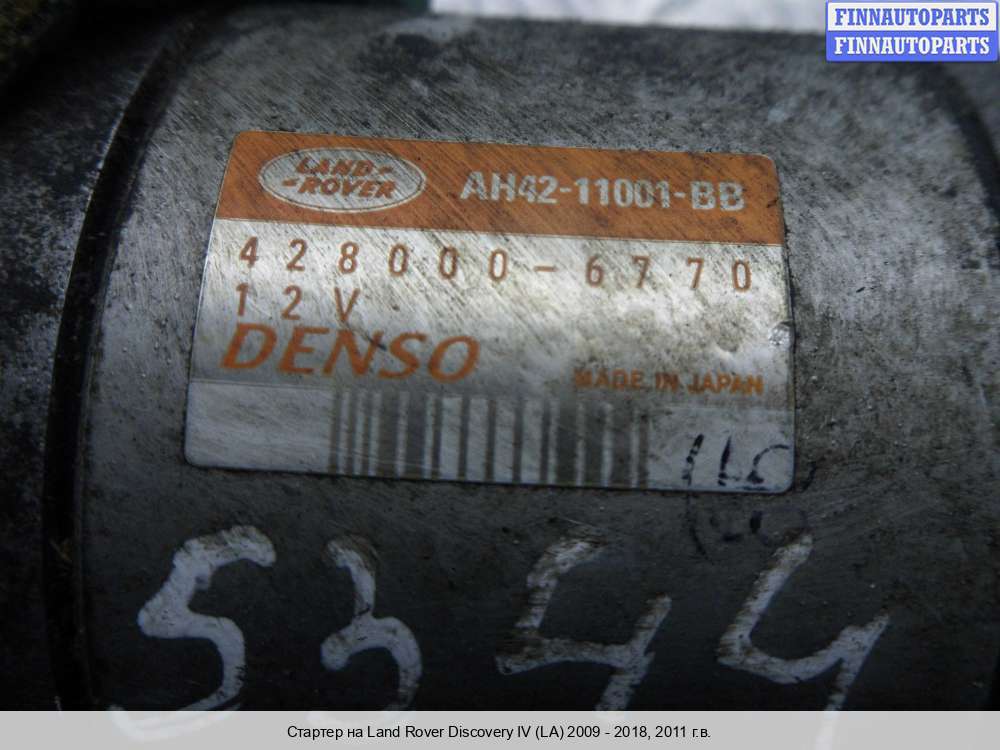 FINNAUTOPARTS
FINNAUTOPARTS
LAND-
-ROVER
AH42-11001-BB
428000-6770
12V
DENSO
MADE IN JAPAN
5344
Стартер на Land Rover Discovery IV (LA) 2009 - 2018, 2011 г.в.